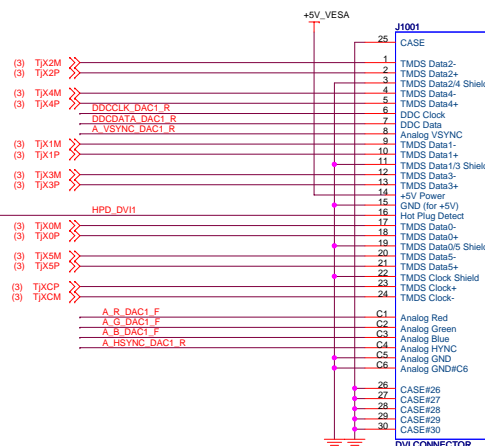 +5V_VESA
J1001
25 CASE
(3) TjX2M 1 TMDS Data2-
(3) TjX2P 2 TMDS Data2+
3 TMDS Data2/4 Shield
(3) TjX4M 4 TMDS Data4-
(3) TjX4P 5 TMDS Data4+
DDCCLK_DAC1_R 6 DDC Clock
DDCDATA_DAC1_R 7 DDC Data
A_VSYNC_DAC1_R 8 Analog VSYNC
(3) TjX1M 9 TMDS Data1-
(3) TjX1P 10 TMDS Data1+
11 TMDS Data1/3 Shield
(3) TjX3M 12 TMDS Data3-
(3) TjX3P 13 TMDS Data3+
14 +5V Power
15 GND (for +5V)
HPD_DVI1 16 Hot Plug Detect
(3) TjX0M 17 TMDS Data0-
(3) TjX0P 18 TMDS Data0+
19 TMDS Data0/5 Shield
(3) TjX5M 20 TMDS Data5-
(3) TjX5P 21 TMDS Data5+
22 TMDS Clock Shield
(3) TjXCP 23 TMDS Clock+
(3) TjXCM 24 TMDS Clock-
A_R_DAC1_F C1 Analog Red
A_G_DAC1_F C2 Analog Green
A_B_DAC1_F C3 Analog Blue
A_HSYNC_DAC1_R C4 Analog HYNC
C5 Analog GND
C6 Analog GND#C6
26 CASE#26
27 CASE#27
28 CASE#28
29 CASE#29
30 CASE#30
DVI CONNECTOR